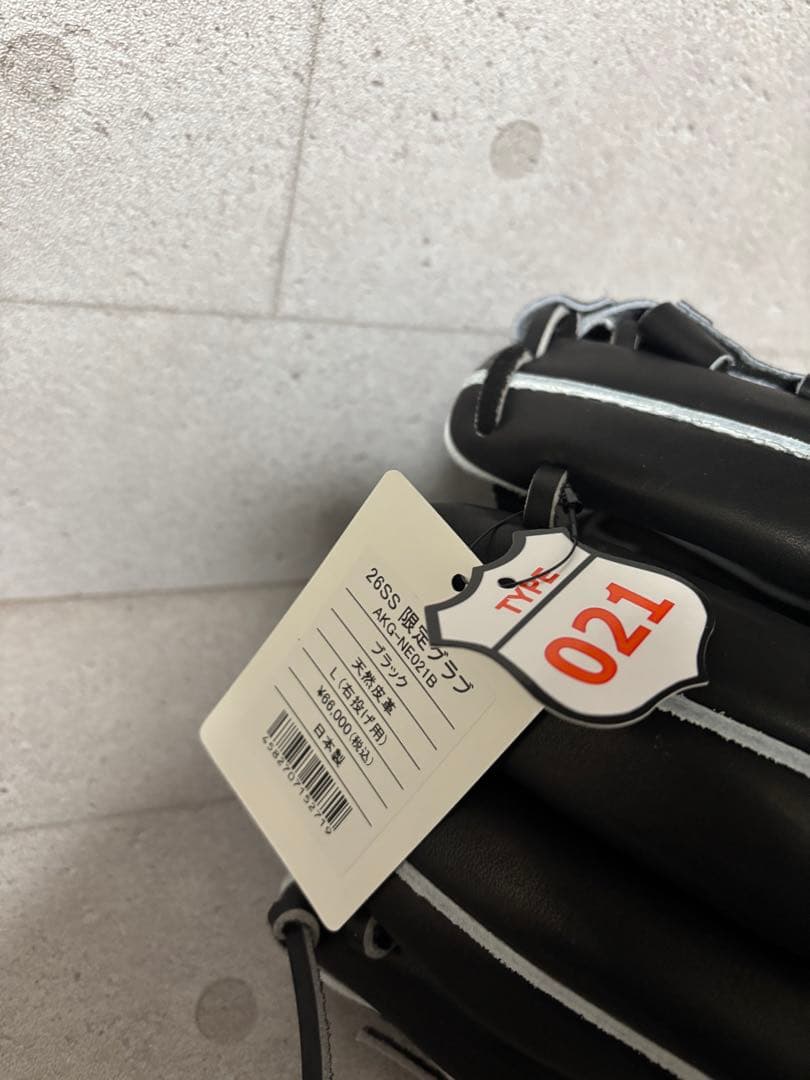 26SS 限定グラブ
AKG-NE021B
ブラック
天然皮革
L(右投げ用)
¥66,000(税込)
日本製
4582707152719
TYPE
021